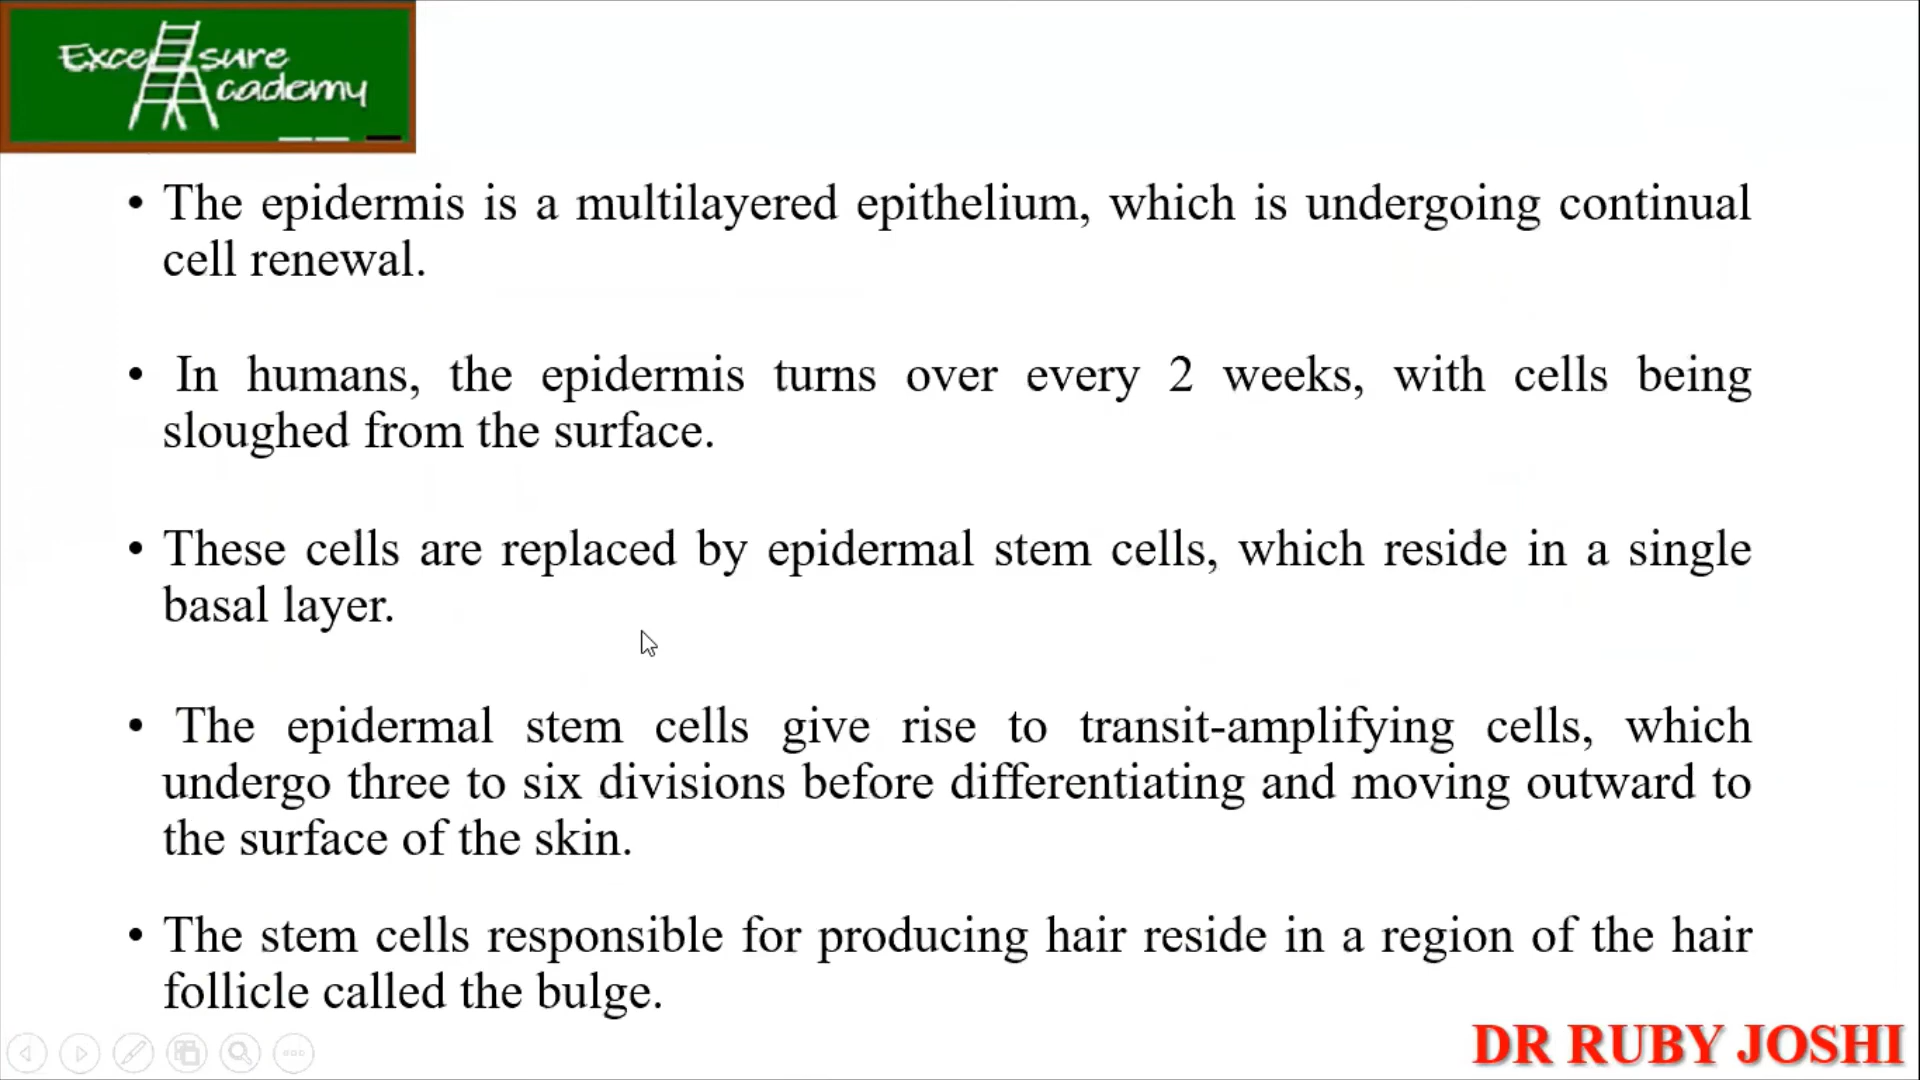 Exce sure
cademy
• The epidermis is a multilayered epithelium, which is undergoing continual
cell renewal.
• In humans, the epidermis turns over every 2 weeks, with cells being
sloughed from the surface.
• These cells are replaced by epidermal stem cells, which reside in a single
basal layer.
• The epidermal stem cells give rise to transit-amplifying cells, which
undergo three to six divisions before differentiating and moving outward to
the surface of the skin.
• The stem cells responsible for producing hair reside in a region of the hair
follicle called the bulge.
DR RUBY JOSHI